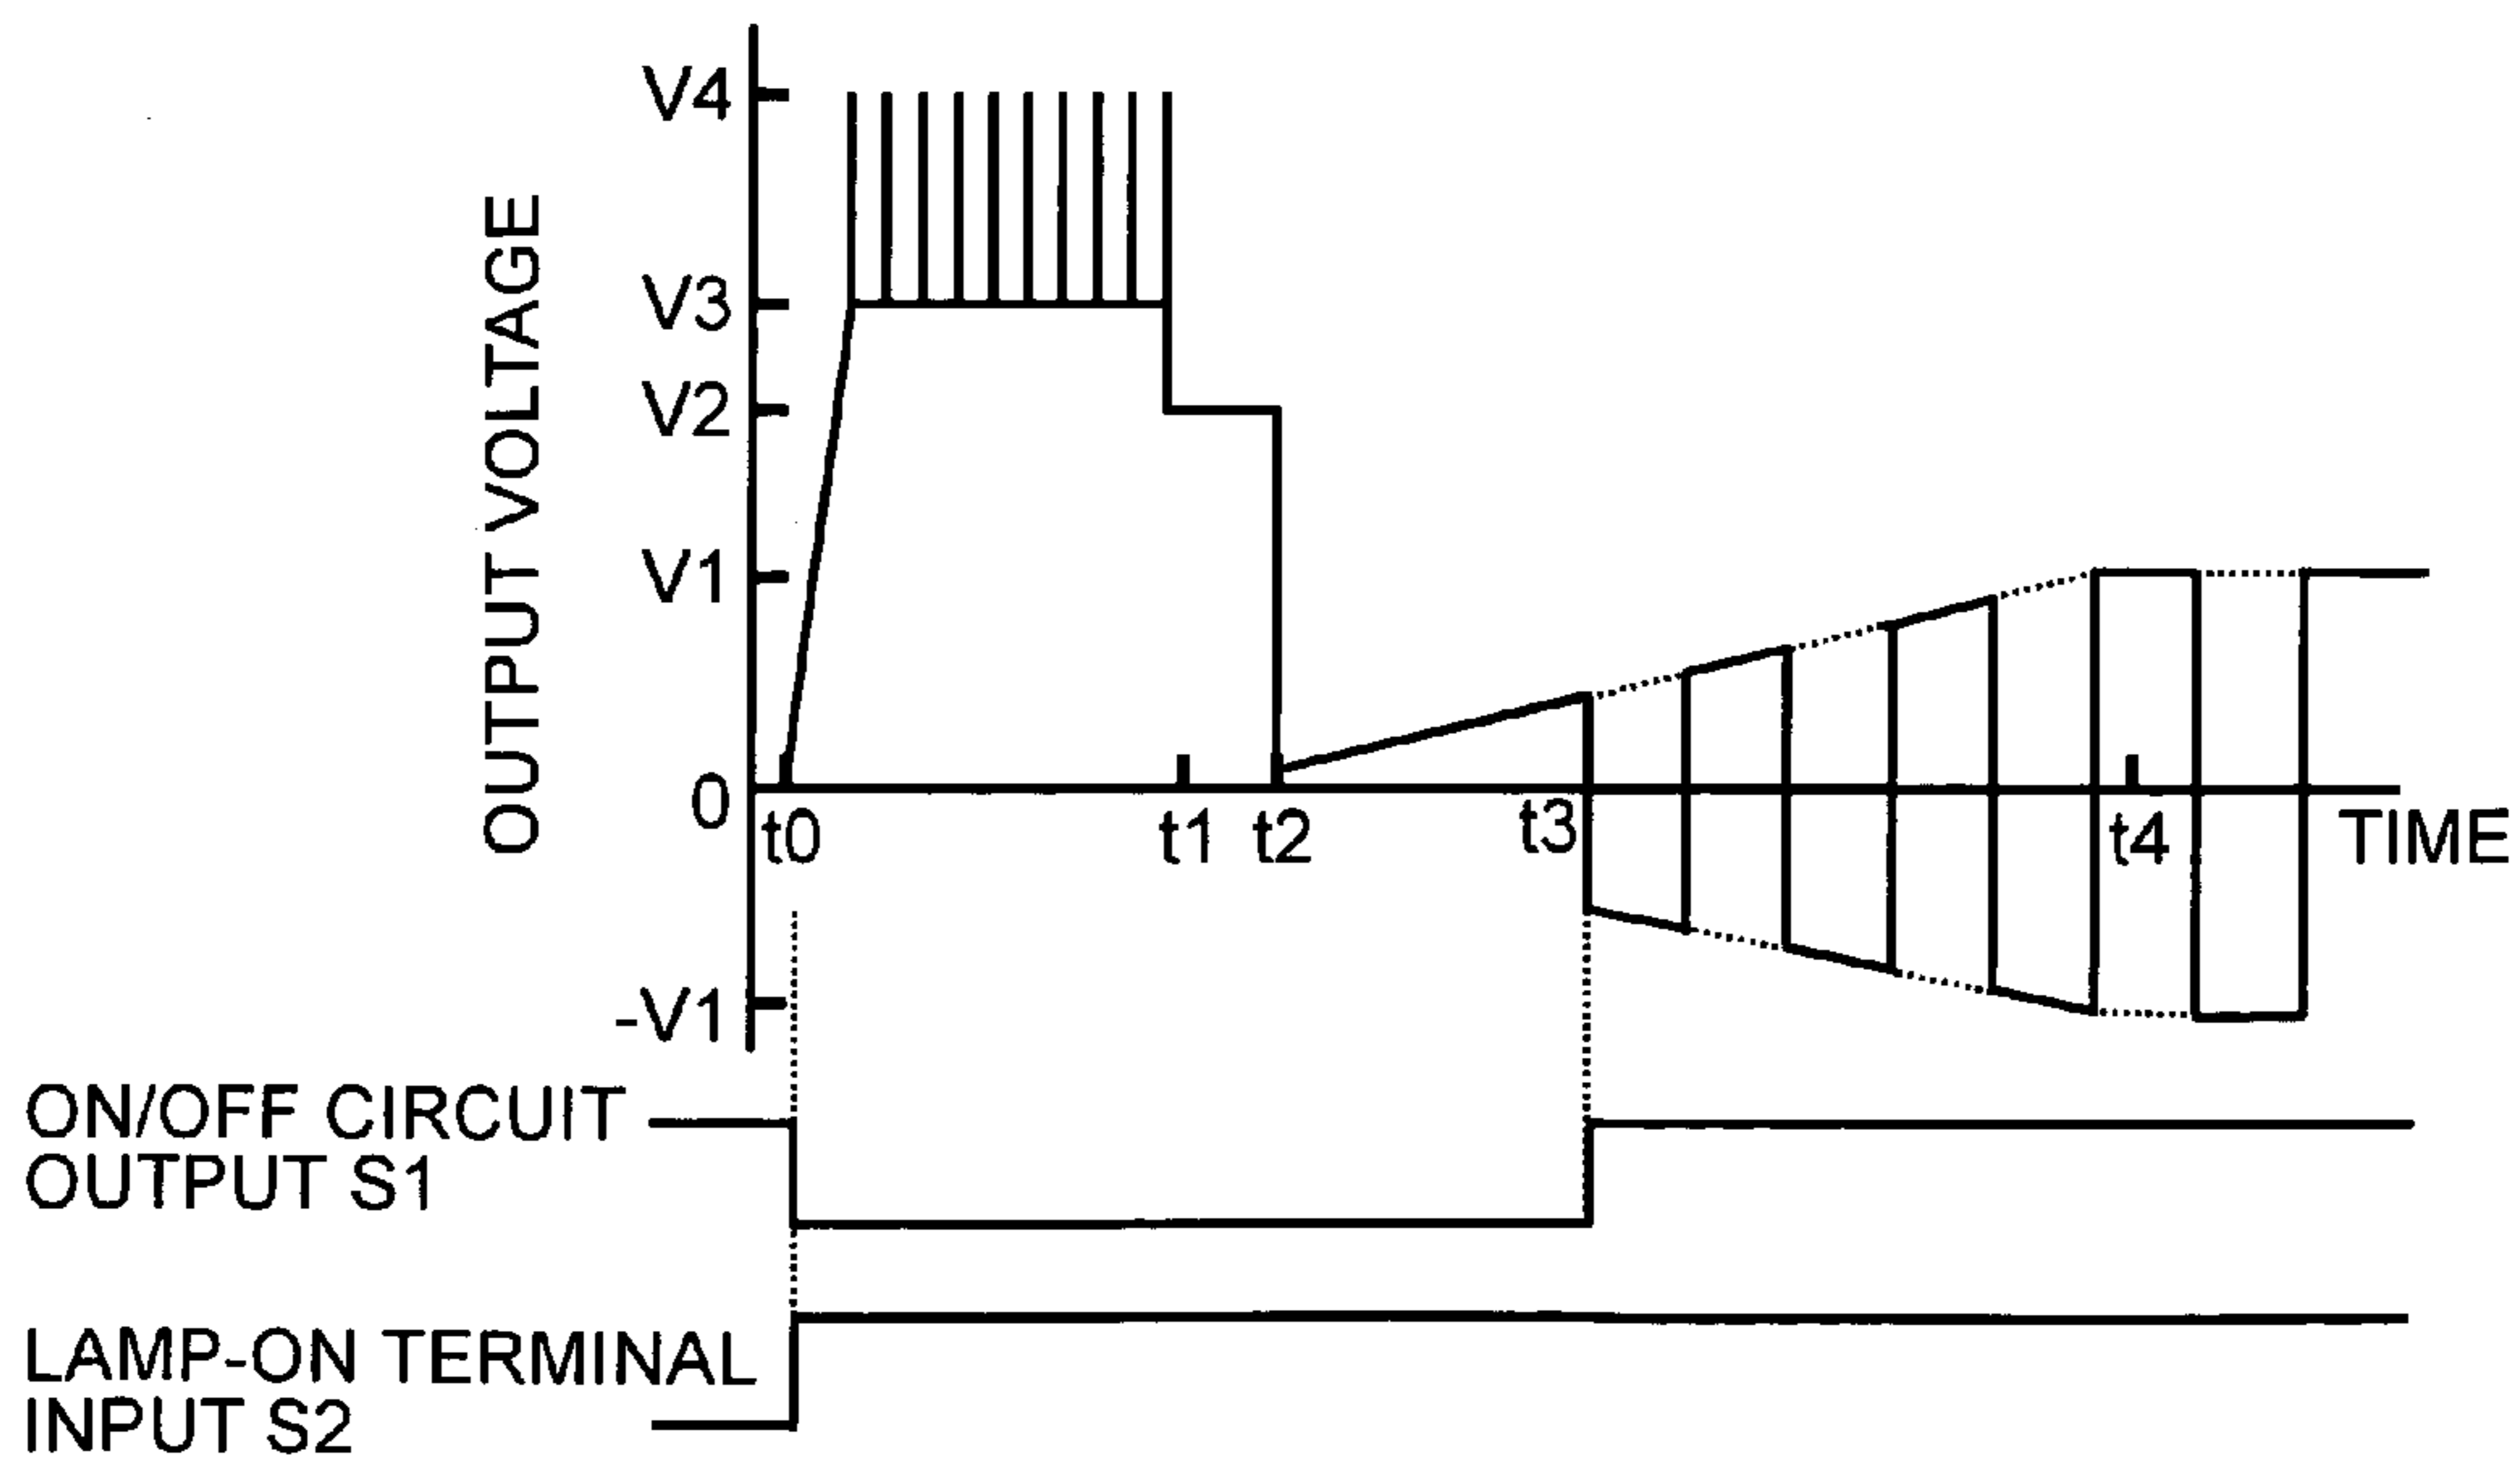 V4
V3
V2
V1
0
-V1
OUTPUT VOLTAGE
t0
t1
t2
t3
t4
TIME
ON/OFF CIRCUIT
OUTPUT S1
LAMP-ON TERMINAL
INPUT S2